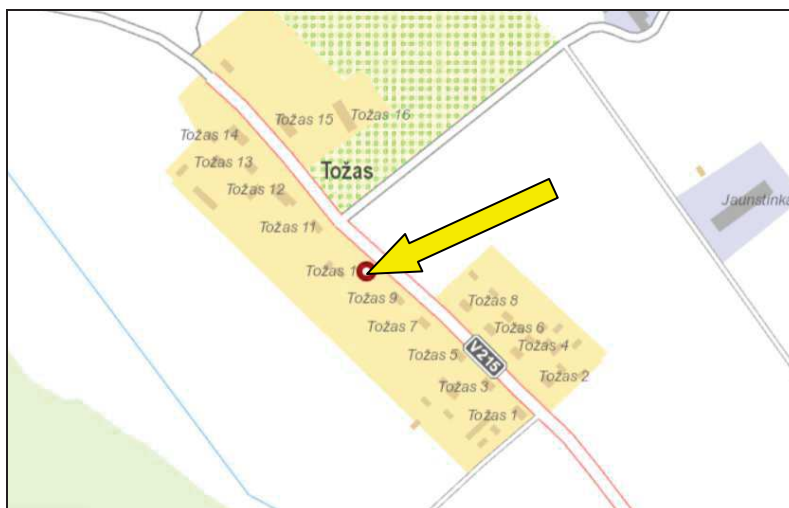 Tožas 15
Tožas 16
Tožas 14
Tožas 13
Tožas
Tožas 12
Jaunstinka
Tožas 11
Tožas 1
Tožas 9
Tožas 8
Tožas 7
Tožas 6
Tožas 4
Tožas 5
V215
Tožas 2
Tožas 3
Tožas 1